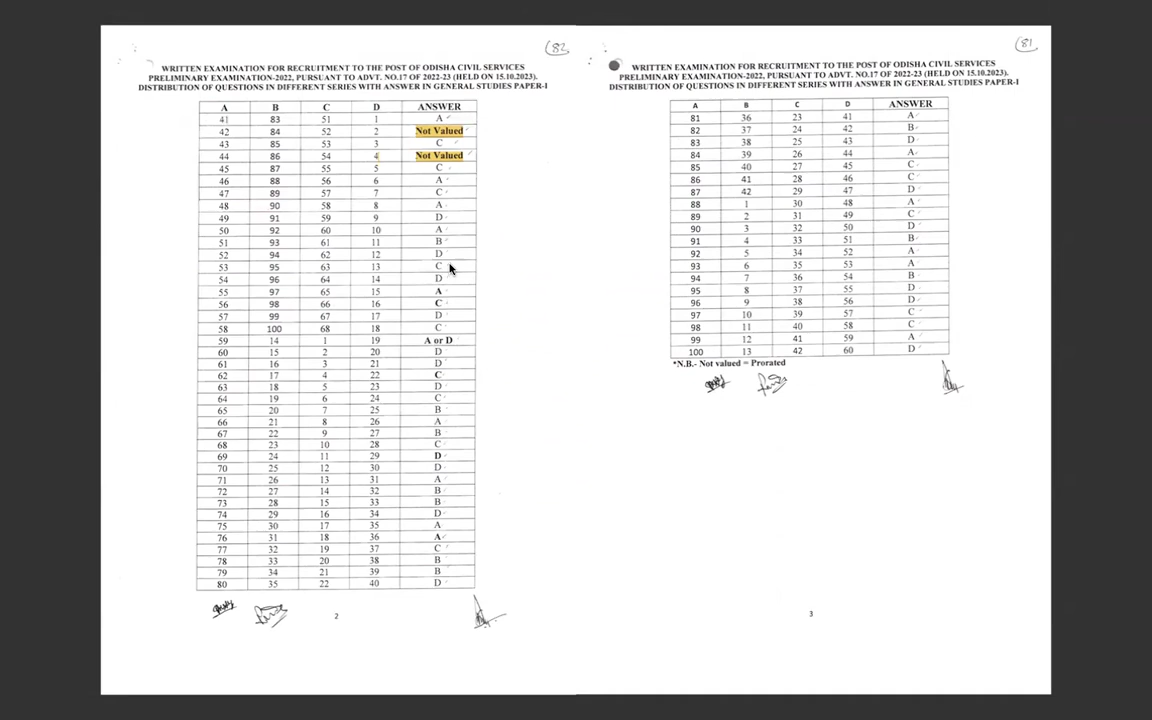 82
WRITTEN EXAMINATION FOR RECRUITMENT TO THE POST OF ODISHA CIVIL SERVICES
PRELIMINARY EXAMINATION-2022, PURSUANT TO ADVT. NO.17 OF 2022-23 (HELD ON 15.10.2023).
DISTRIBUTION OF QUESTIONS IN DIFFERENT SERIES WITH ANSWER IN GENERAL STUDIES PAPER-I
A B C D ANSWER
41 83 51 1 A
42 84 52 2 Not Valued
43 85 53 3 C
44 86 54 4 Not Valued
45 87 55 5 C
46 88 56 6 A
47 89 57 7 C
48 90 58 8 A
49 91 59 9 D
50 92 60 10 A
51 93 61 11 B
52 94 62 12 D
53 95 63 13 C
54 96 64 14 D
55 97 65 15 A
56 98 66 16 C
57 99 67 17 D
58 100 68 18 C
59 14 1 19 A or D
60 15 2 20 D
61 16 3 21 D
62 17 4 22 C
63 18 5 23 D
64 19 6 24 C
65 20 7 25 B
66 21 8 26 A
67 22 9 27 B
68 23 10 28 C
69 24 11 29 D
70 25 12 30 D
71 26 13 31 A
72 27 14 32 B
73 28 15 33 B
74 29 16 34 D
75 30 17 35 A
76 31 18 36 A
77 32 19 37 C
78 33 20 38 B
79 34 21 39 B
80 35 22 40 D
2
81
WRITTEN EXAMINATION FOR RECRUITMENT TO THE POST OF ODISHA CIVIL SERVICES
PRELIMINARY EXAMINATION-2022, PURSUANT TO ADVT. NO.17 OF 2022-23 (HELD ON 15.10.2023).
DISTRIBUTION OF QUESTIONS IN DIFFERENT SERIES WITH ANSWER IN GENERAL STUDIES PAPER-I
A B C D ANSWER
81 36 23 41 A
82 37 24 42 B
83 38 25 43 D
84 39 26 44 A
85 40 27 45 C
86 41 28 46 C
87 42 29 47 D
88 1 30 48 A
89 2 31 49 C
90 3 32 50 D
91 4 33 51 B
92 5 34 52 A
93 6 35 53 A
94 7 36 54 B
95 8 37 55 D
96 9 38 56 D
97 10 39 57 C
98 11 40 58 C
99 12 41 59 A
100 13 42 60 D
*N.B.- Not valued = Prorated
3